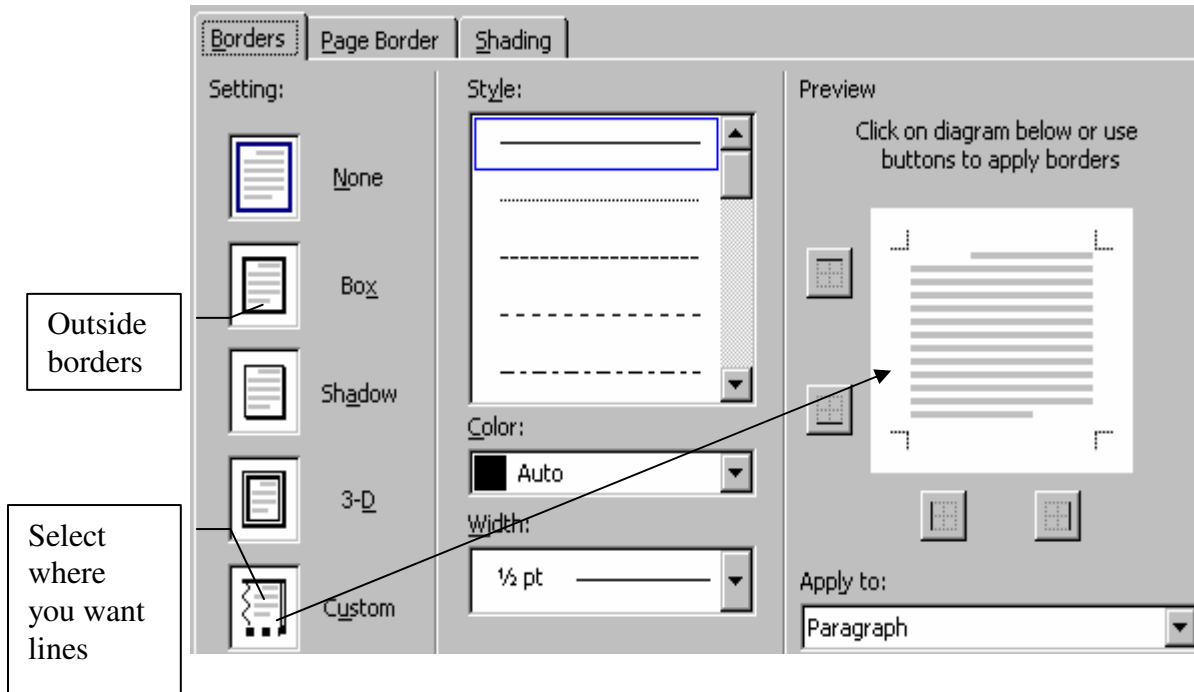 Borders Page Border Shading
Setting:
None
Box
Shadow
3-D
Custom
Outside
borders
Select
where
you want
lines
Style:
Color:
Auto
Width:
½ pt
Preview
Click on diagram below or use
buttons to apply borders
Apply to:
Paragraph